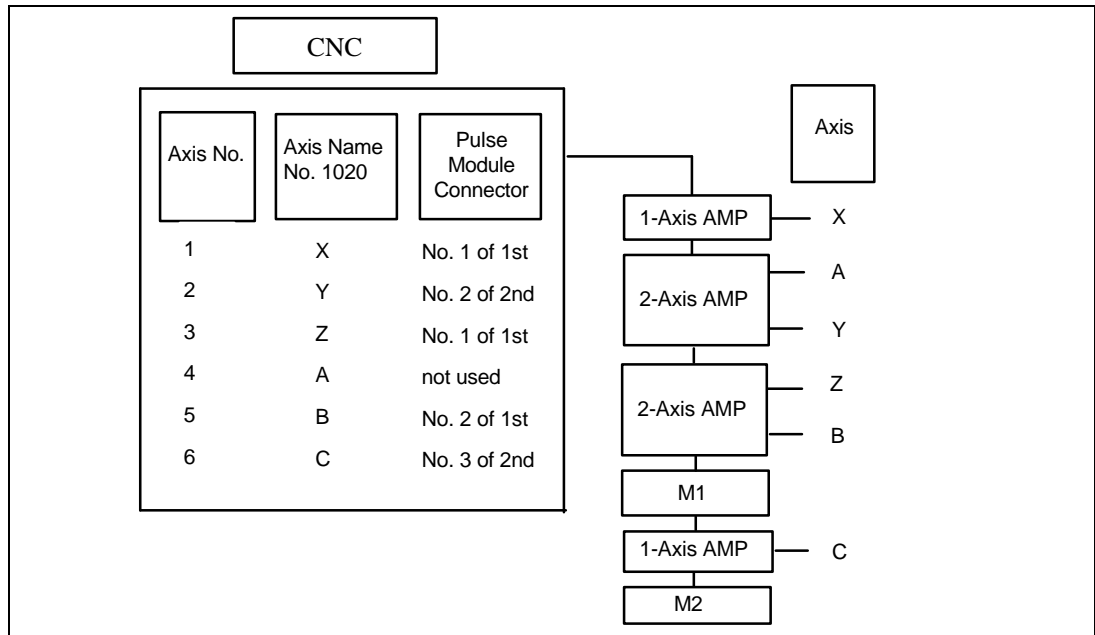 CNC
Axis No.
Axis Name
No. 1020
Pulse
Module
Connector
1 X No. 1 of 1st
2 Y No. 2 of 2nd
3 Z No. 1 of 1st
4 A not used
5 B No. 2 of 1st
6 C No. 3 of 2nd
Axis
1-Axis AMP X
2-Axis AMP
A
Y
2-Axis AMP
Z
B
M1
1-Axis AMP C
M2